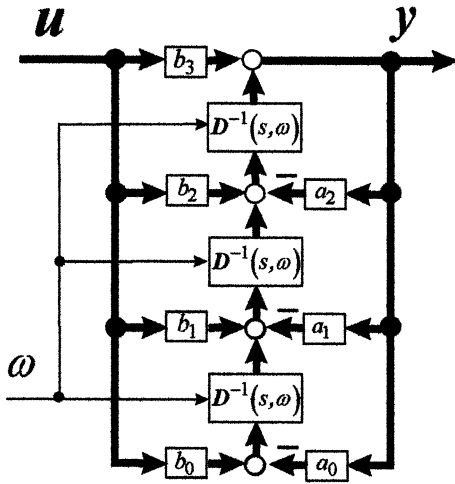 u y
b₃
D⁻¹(s,ω)
b₂ − a₂
D⁻¹(s,ω)
b₁ − a₁
ω
D⁻¹(s,ω)
b₀ − a₀